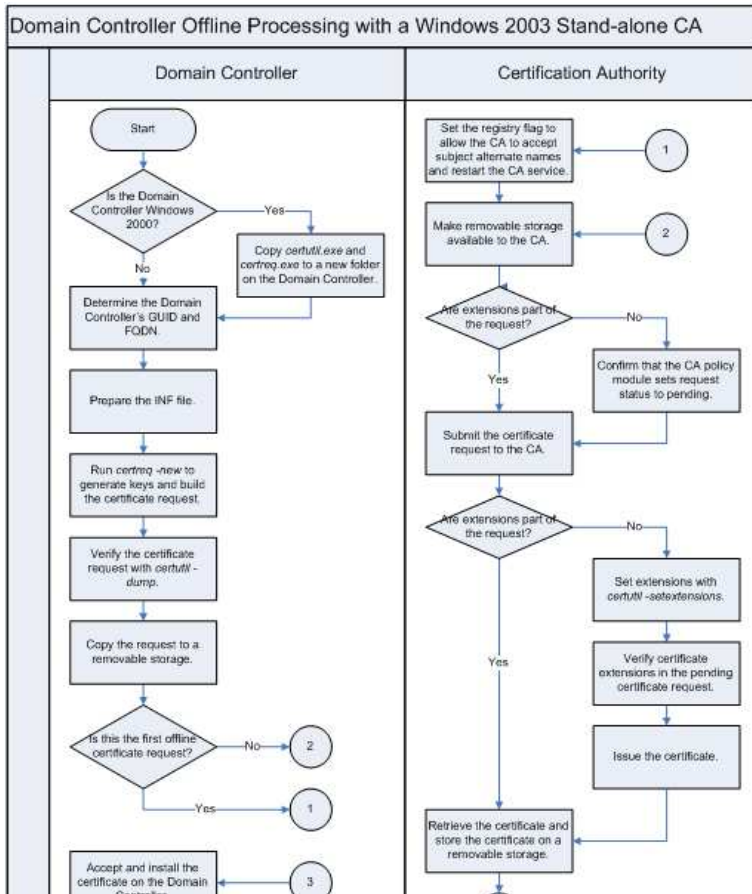 Domain Controller Offline Processing with a Windows 2003 Stand-alone CA
Domain Controller
Start
Is the Domain
Controller Windows
2000?
Yes
Copy certutil.exe and
certreq.exe to a new folder
on the Domain Controller.
No
Determine the Domain
Controller's GUID and
FQDN.
Prepare the INF file.
Run certreq -new to
generate keys and build
the certificate request.
Verify the certificate
request with certutil -
dump.
Copy the request to a
removable storage.
Is this the first offline
certificate request?
No
2
Yes
1
Accept and install the
certificate on the Domain
3
Certification Authority
Set the registry flag to
allow the CA to accept
subject alternate names
and restart the CA service.
1
Make removable storage
available to the CA.
2
Are extensions part of
the request?
No
Confirm that the CA policy
module sets request
status to pending.
Yes
Submit the certificate
request to the CA.
Are extensions part of
the request?
No
Set extensions with
certutil -setextensions.
Verify certificate
extensions in the pending
certificate request.
Issue the certificate.
Yes
Retrieve the certificate and
store the certificate on a
removable storage.